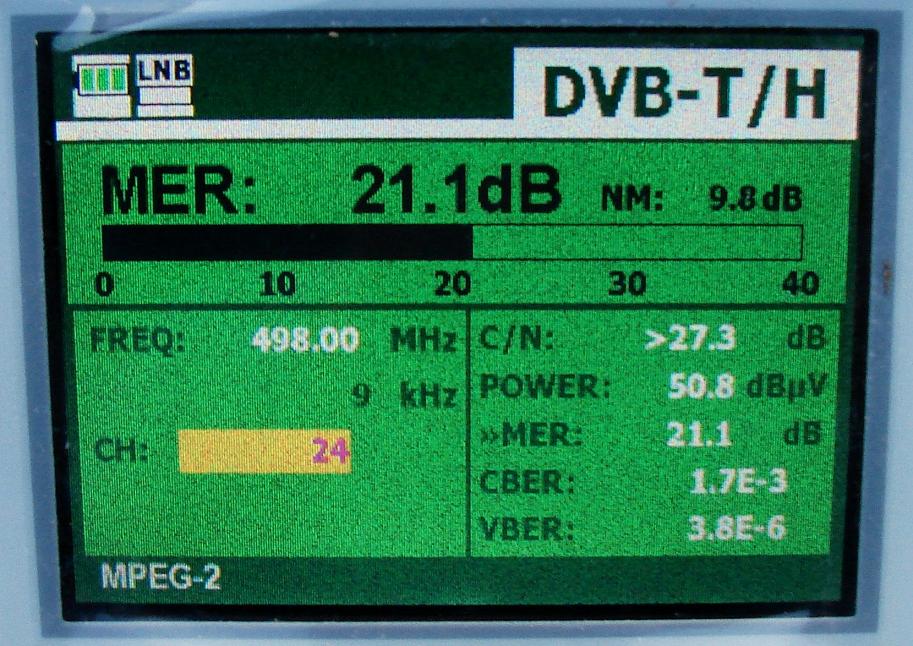 LNB
DVB-T/H
MER: 21.1dB NM: 9.8dB
0 10 20 30 40
FREQ: 498.00 MHz
9 kHz
CH: 24
C/N: >27.3 dB
POWER: 50.8 dBµV
»MER: 21.1 dB
CBER: 1.7E-3
VBER: 3.8E-6
MPEG-2